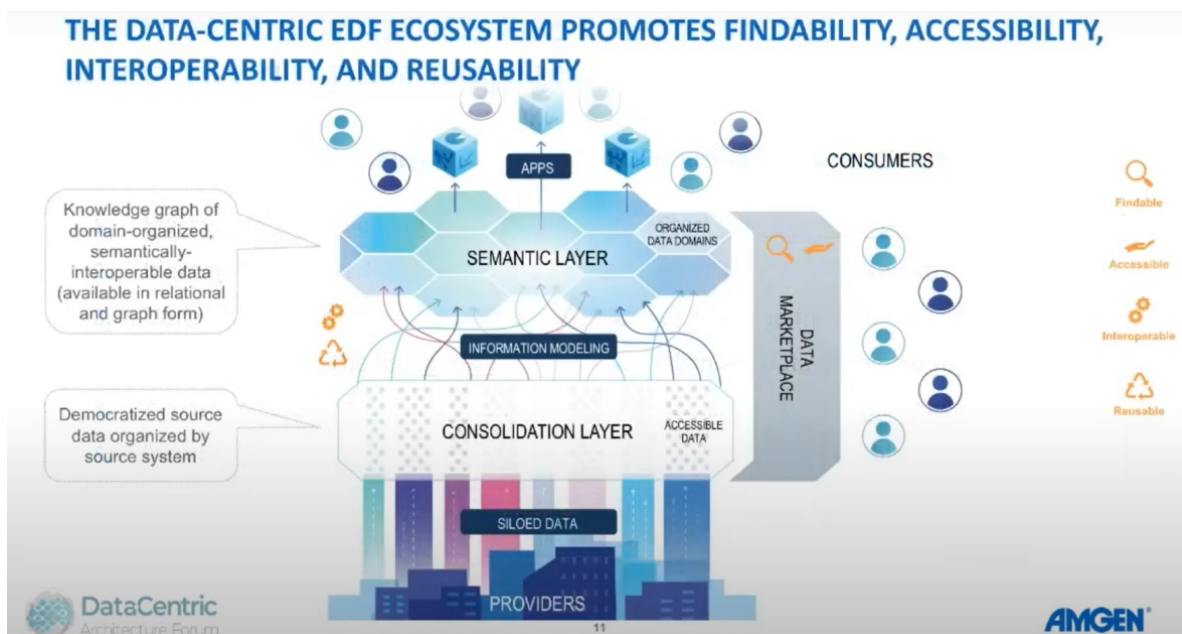 THE DATA-CENTRIC EDF ECOSYSTEM PROMOTES FINDABILITY, ACCESSIBILITY,
INTEROPERABILITY, AND REUSABILITY
APPS
CONSUMERS
Knowledge graph of
domain-organized,
semantically-
interoperable data
(available in relational
and graph form)
ORGANIZED
DATA DOMAINS
SEMANTIC LAYER
INFORMATION MODELING
DATA
MARKETPLACE
Findable
Accessible
Interoperable
Reusable
Democratized source
data organized by
source system
CONSOLIDATION LAYER
ACCESSIBLE
DATA
SILOED DATA
PROVIDERS
DataCentric
Architecture Forum
11
AMGEN®